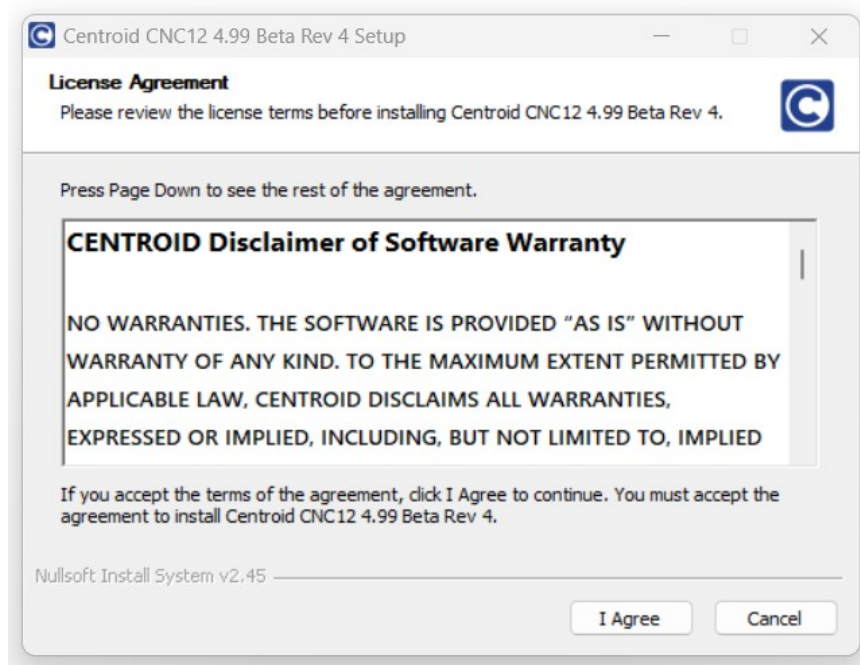 Centroid CNC12 4.99 Beta Rev 4 Setup
License Agreement
Please review the license terms before installing Centroid CNC12 4.99 Beta Rev 4.
Press Page Down to see the rest of the agreement.
CENTROID Disclaimer of Software Warranty
NO WARRANTIES. THE SOFTWARE IS PROVIDED “AS IS” WITHOUT
WARRANTY OF ANY KIND. TO THE MAXIMUM EXTENT PERMITTED BY
APPLICABLE LAW, CENTROID DISCLAIMS ALL WARRANTIES,
EXPRESSED OR IMPLIED, INCLUDING, BUT NOT LIMITED TO, IMPLIED
If you accept the terms of the agreement, click I Agree to continue. You must accept the
agreement to install Centroid CNC12 4.99 Beta Rev 4.
Nullsoft Install System v2.45
I Agree
Cancel